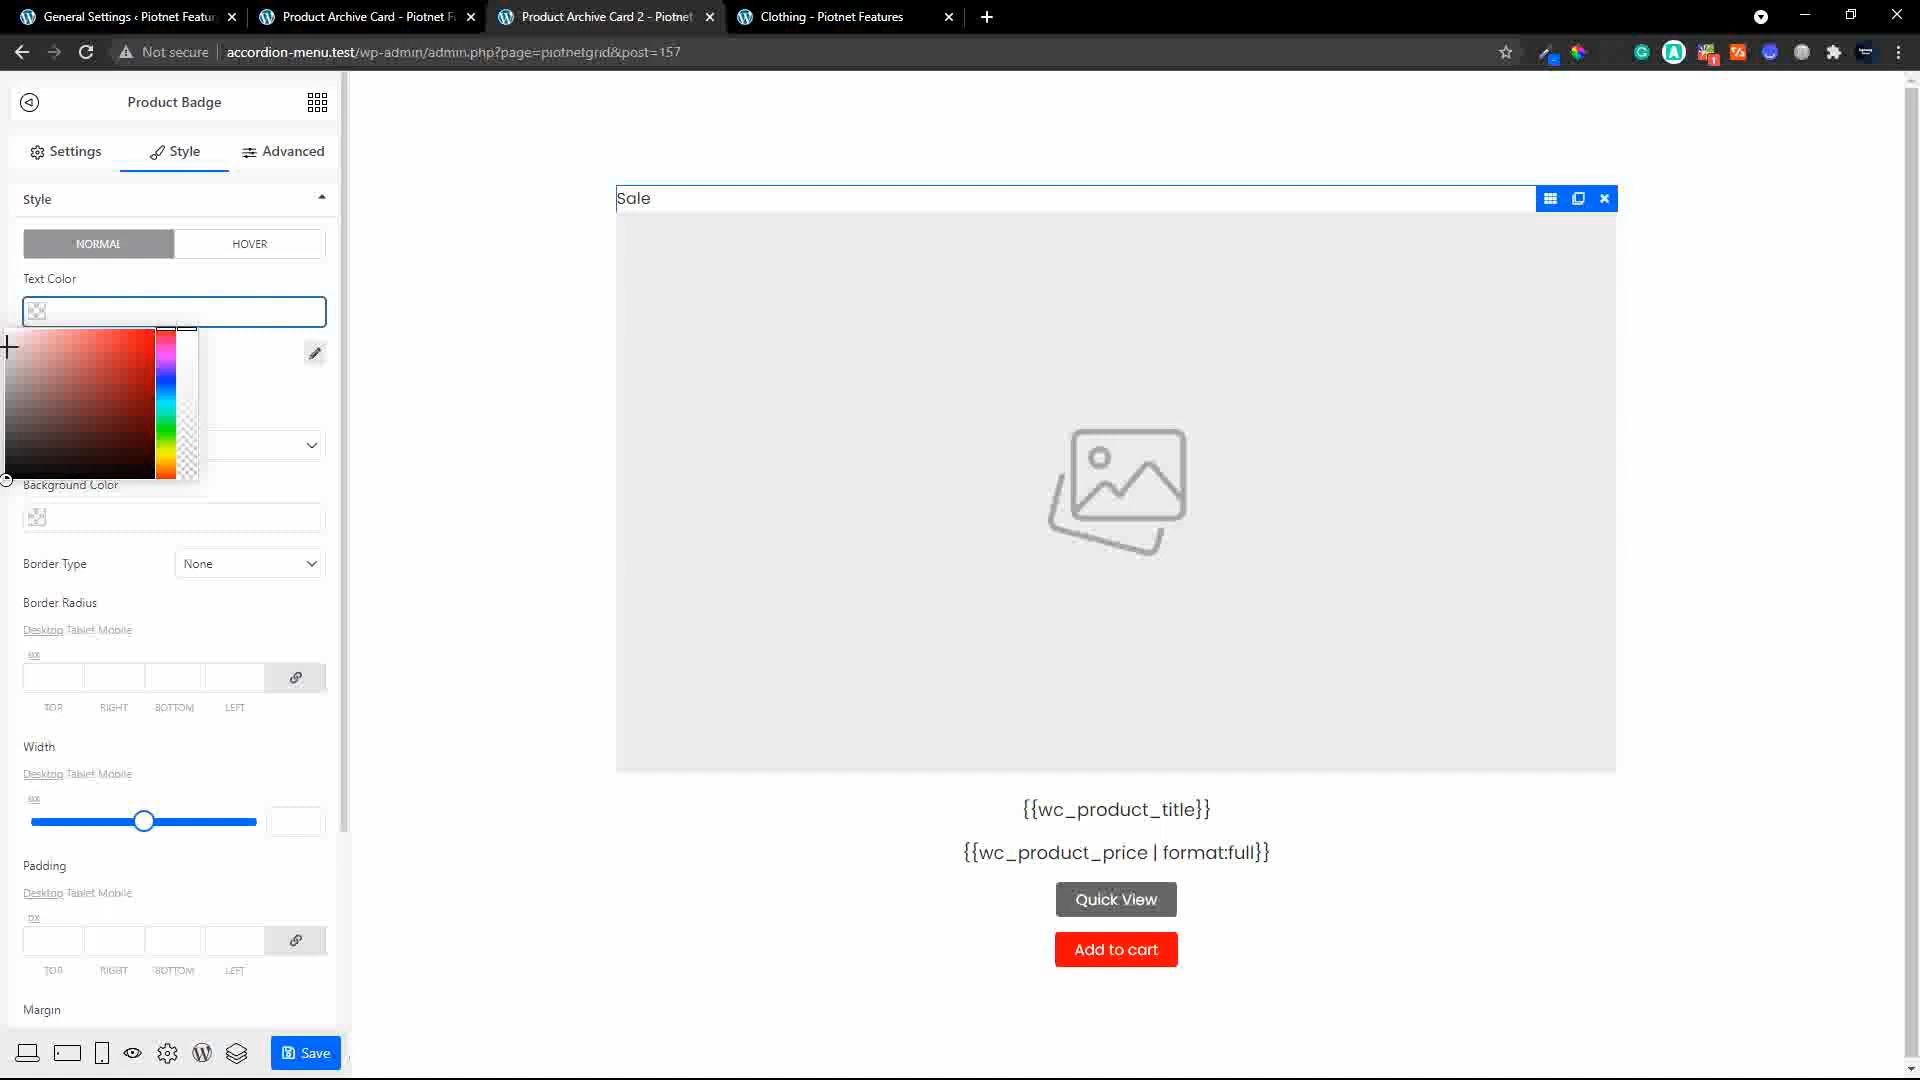 General Settings ‹ Piotnet Featur
Product Archive Card - Piotnet F
Product Archive Card 2 - Piotnet
Clothing - Piotnet Features
Not secure
accordion-menu.test/wp-admin/admin.php?page=piotnetgrid&post=157
Product Badge
Settings
Style
Advanced
Style
NORMAL
HOVER
Text Color
Background Color
Border Type
None
Border Radius
Desktop Tablet Mobile
TOP
RIGHT
BOTTOM
LEFT
Width
Desktop Tablet Mobile
Padding
Desktop Tablet Mobile
px
TOP
RIGHT
BOTTOM
LEFT
Margin
Save
Sale
{{wc_product_title}}
{{wc_product_price | format:full}}
Quick View
Add to cart